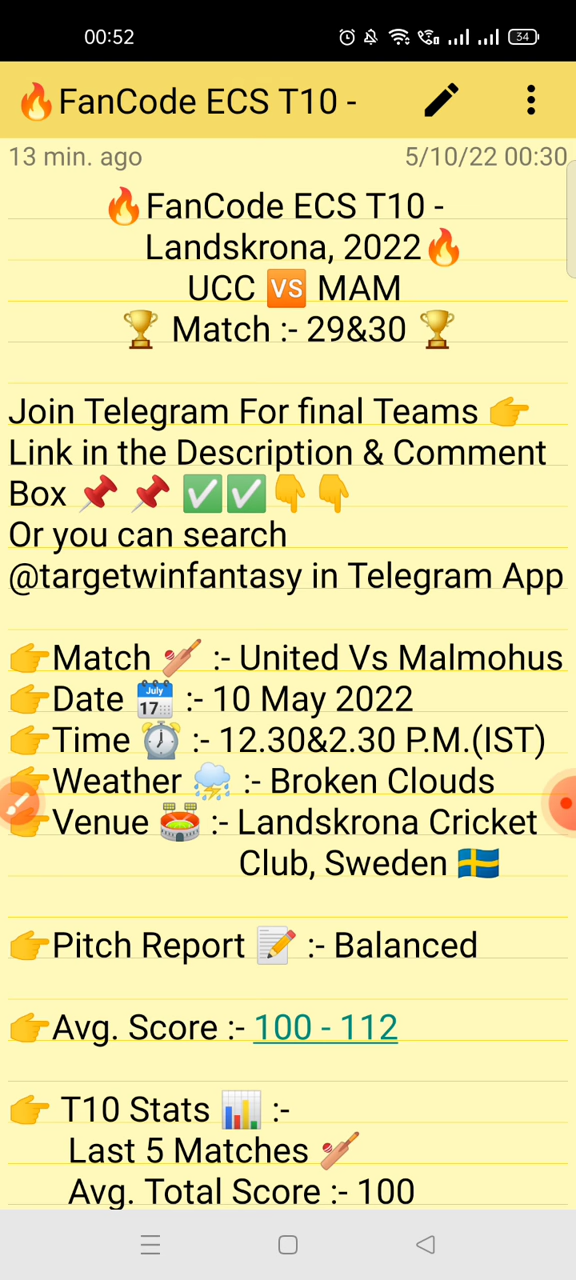 00:52
34
🔥FanCode ECS T10 -
13 min. ago
5/10/22 00:30
🔥FanCode ECS T10 -
Landskrona, 2022🔥
UCC 🆚 MAM
🏆 Match :- 29&30 🏆
Join Telegram For final Teams 👉
Link in the Description & Comment
Box 📌 📌 ✅✅👇👇
Or you can search
@targetwinfantasy in Telegram App
👉Match 🏏 :- United Vs Malmohus
👉Date 📅 :- 10 May 2022
👉Time ⏰ :- 12.30&2.30 P.M.(IST)
👉Weather ⛈️ :- Broken Clouds
👉Venue 🏟️ :- Landskrona Cricket
Club, Sweden 🇸🇪
👉Pitch Report 📝 :- Balanced
👉Avg. Score :- 100 - 112
👉 T10 Stats 📊 :-
Last 5 Matches 🏏
Avg. Total Score :- 100